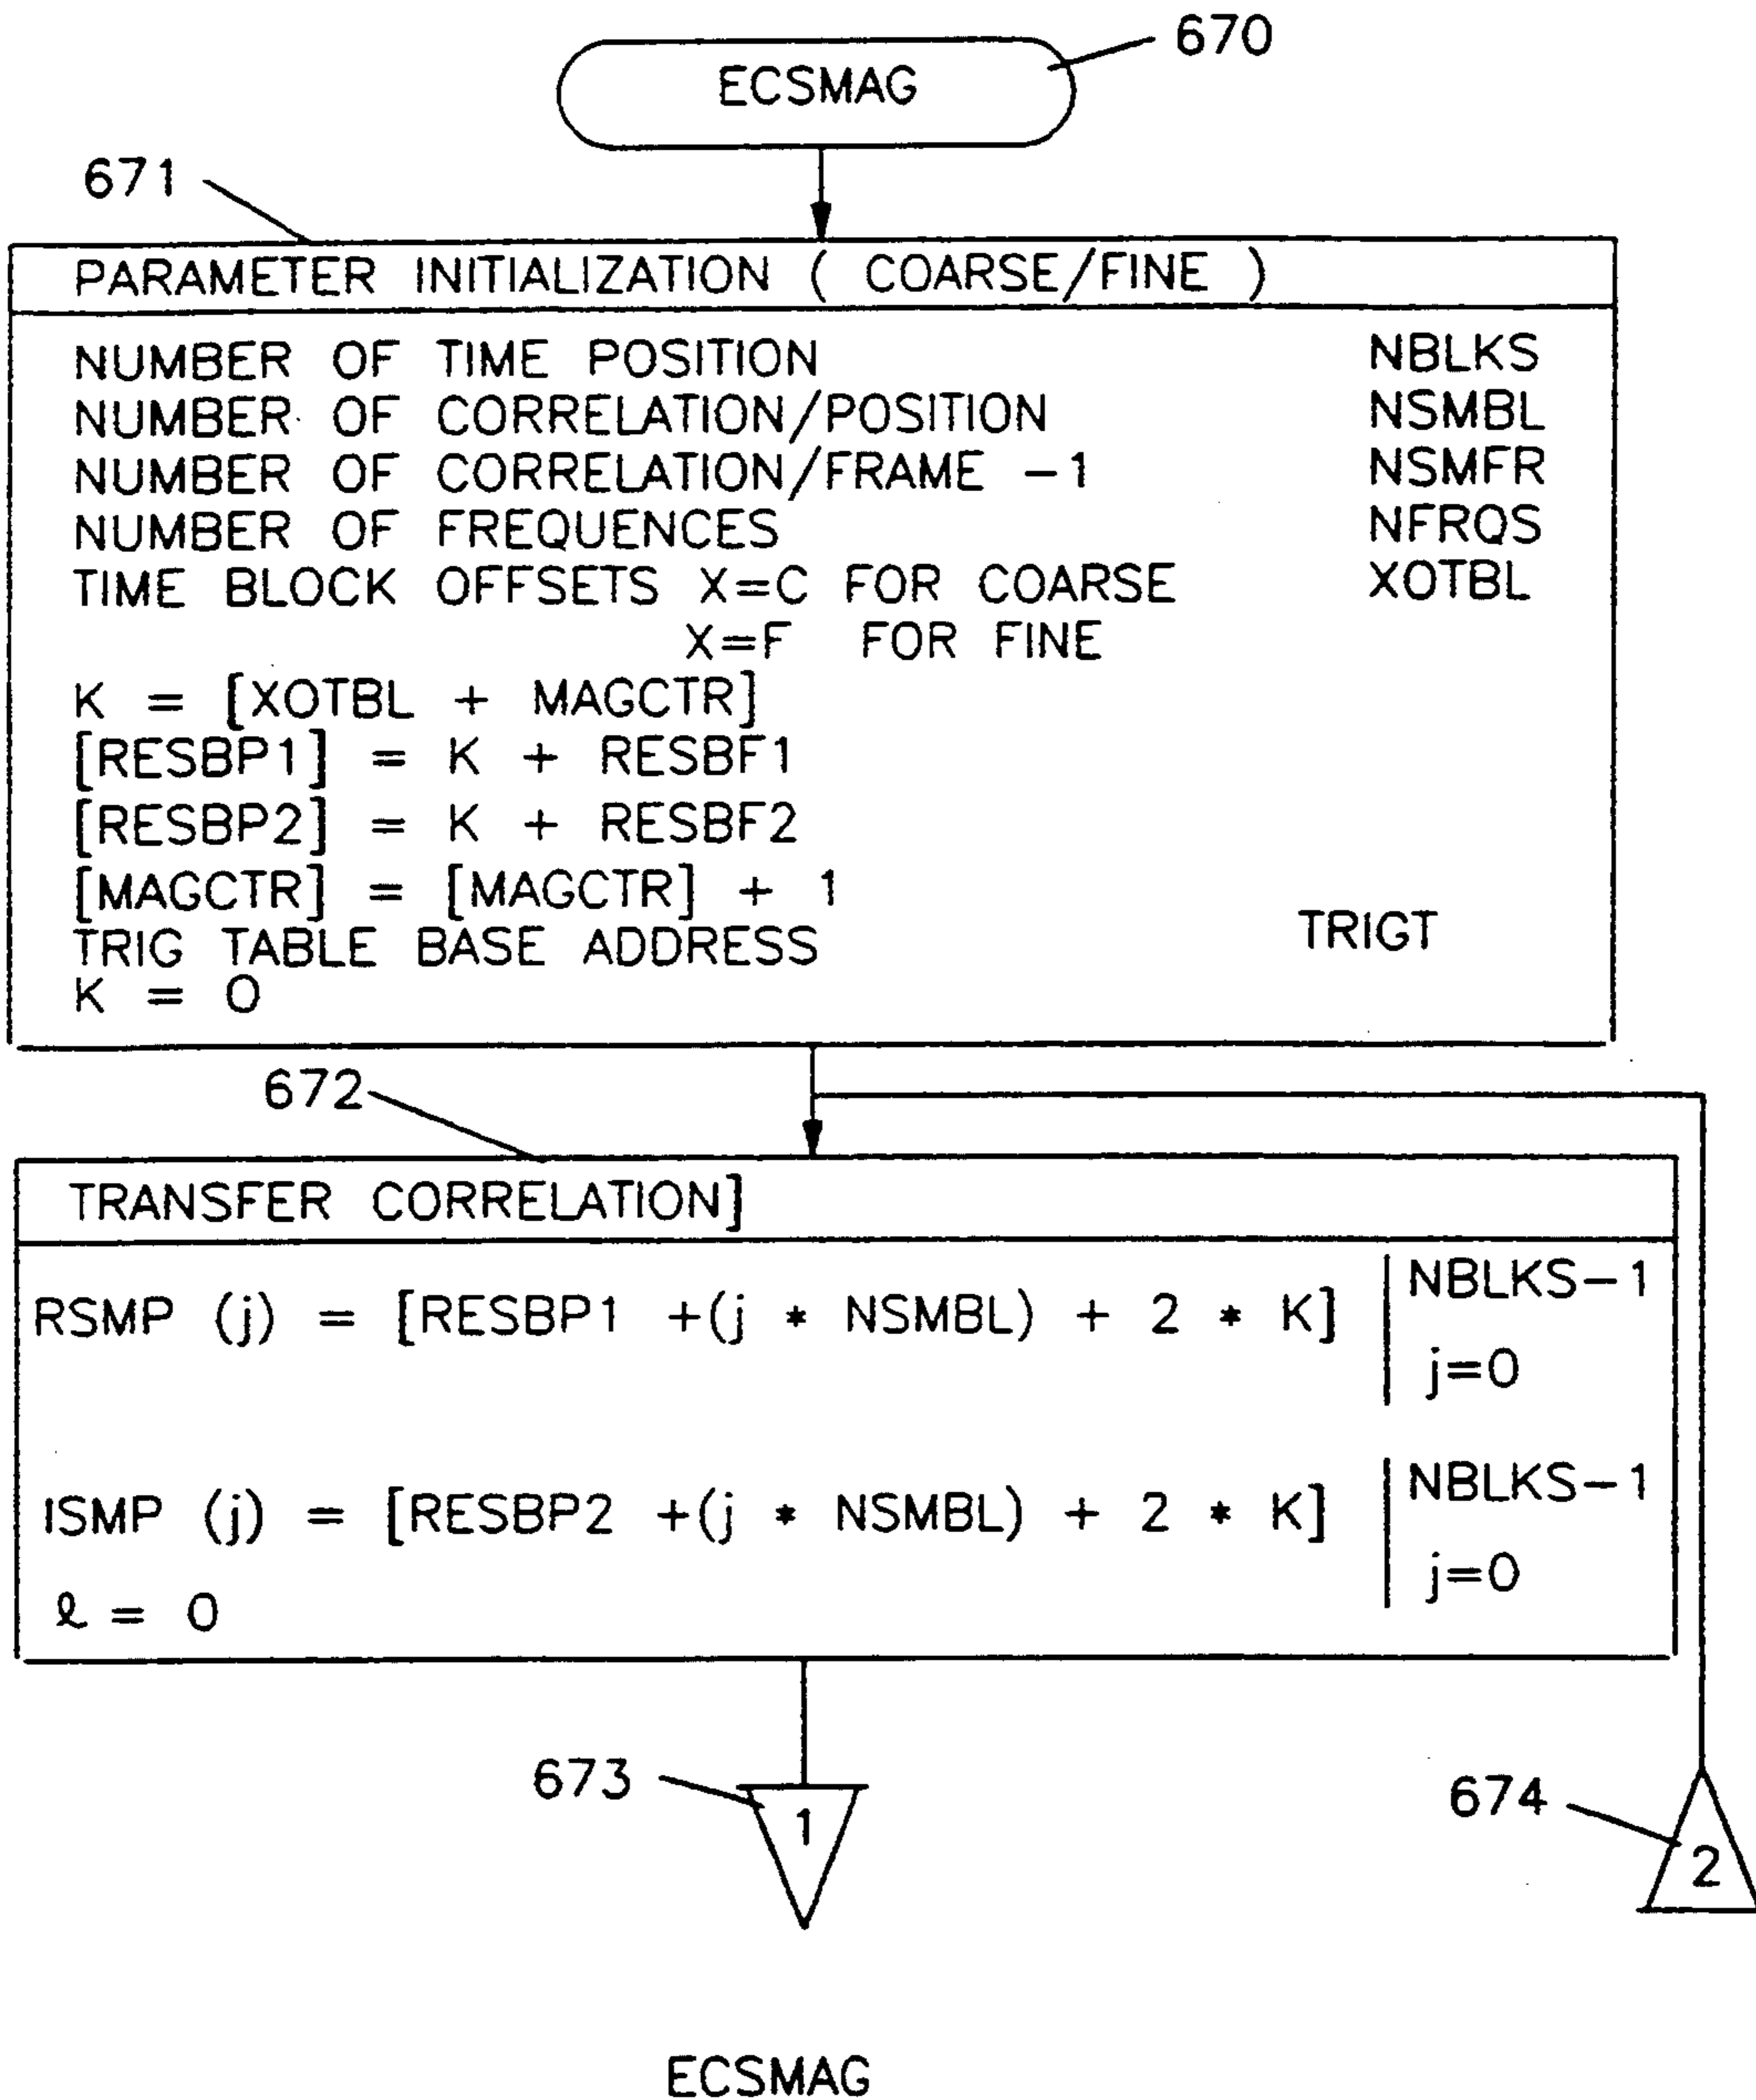 670
ECSMAG
671
PARAMETER INITIALIZATION ( COARSE/FINE )
NUMBER OF TIME POSITION NBLKS
NUMBER OF CORRELATION/POSITION NSMBL
NUMBER OF CORRELATION/FRAME -1 NSMFR
NUMBER OF FREQUENCES NFRQS
TIME BLOCK OFFSETS X=C FOR COARSE XOTBL
X=F FOR FINE
K = [XOTBL + MAGCTR]
[RESBP1] = K + RESBF1
[RESBP2] = K + RESBF2
[MAGCTR] = [MAGCTR] + 1
TRIG TABLE BASE ADDRESS TRIGT
K = 0
672
TRANSFER CORRELATION]
RSMP (j) = [RESBP1 +(j * NSMBL) + 2 * K] | NBLKS-1
j=0
ISMP (j) = [RESBP2 +(j * NSMBL) + 2 * K] | NBLKS-1
j=0
ℓ = 0
673
1
674
2
ECSMAG